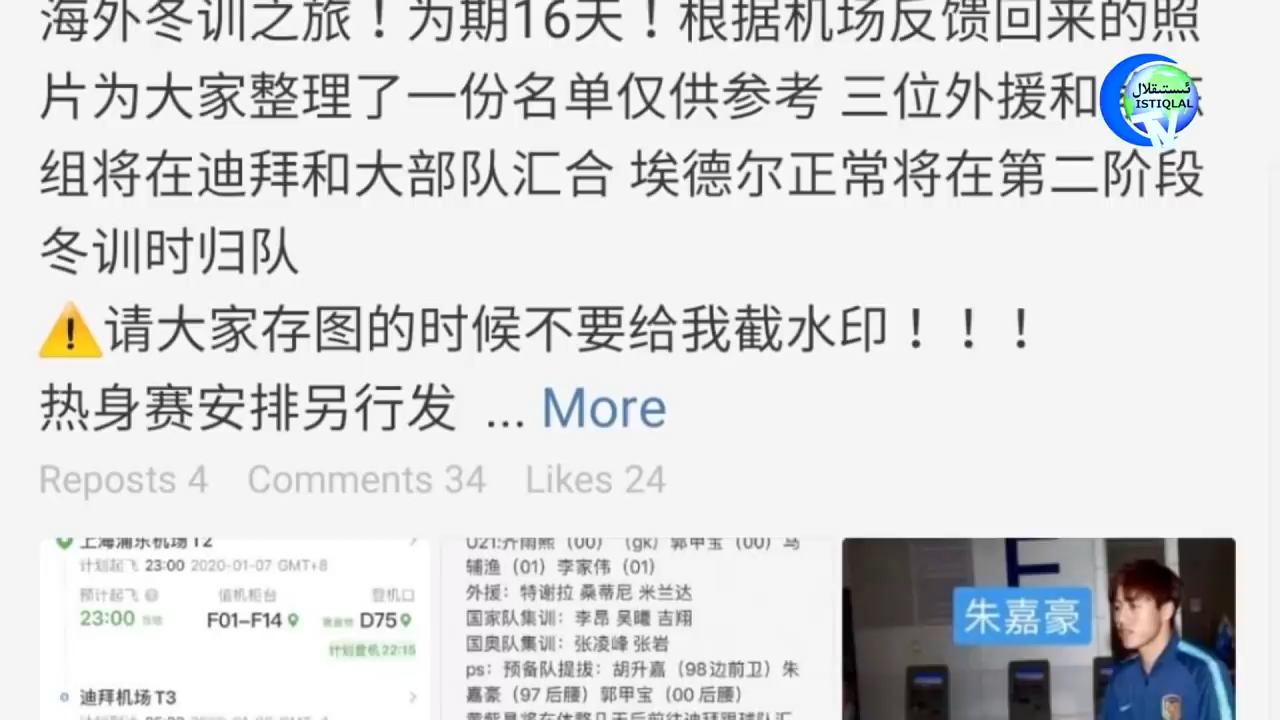 海外冬训之旅！为期16天！根据机场反馈回来的照
片为大家整理了一份名单仅供参考 三位外援和
组将在迪拜和大部队汇合 埃德尔正常将在第二阶段
冬训时归队
请大家存图的时候不要给我截水印！！！
热身赛安排另行发 ... More
Reposts 4 Comments 34 Likes 24
ئىستىقلال
ISTIQLAL
TV
上海浦东机场 T2
计划起飞 23:00 2020-01-07 GMT+8
预计起飞 值机柜台 登机口
23:00 F01-F14 D75
计划登机 22:15
迪拜机场 T3
U21:齐雨熙（00）（gk）郭甲宝（00）马
辅渔（01）李家伟（01）
外援：特谢拉 桑蒂尼 米兰达
国家队集训：李昂 吴曦 吉翔
国奥队集训：张凌峰 张岩
ps：预备队提拔：胡升嘉（98边前卫）朱
嘉豪（97后腰）郭甲宝（00后腰）
朱嘉豪